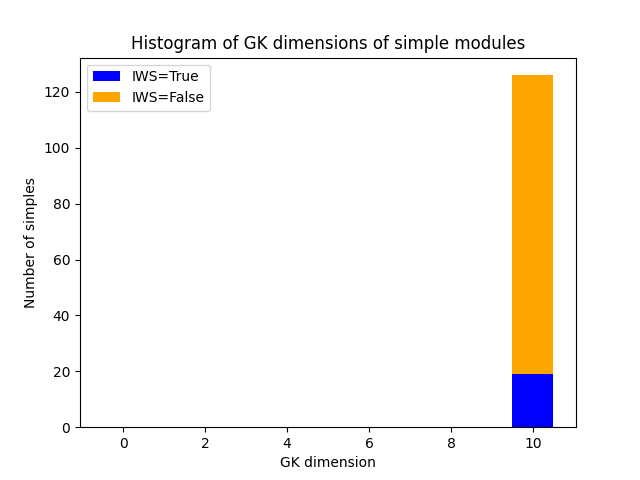 Histogram of GK dimensions of simple modules
IWS=True
IWS=False
120
100
80
60
40
20
0
Number of simples
0 2 4 6 8 10
GK dimension